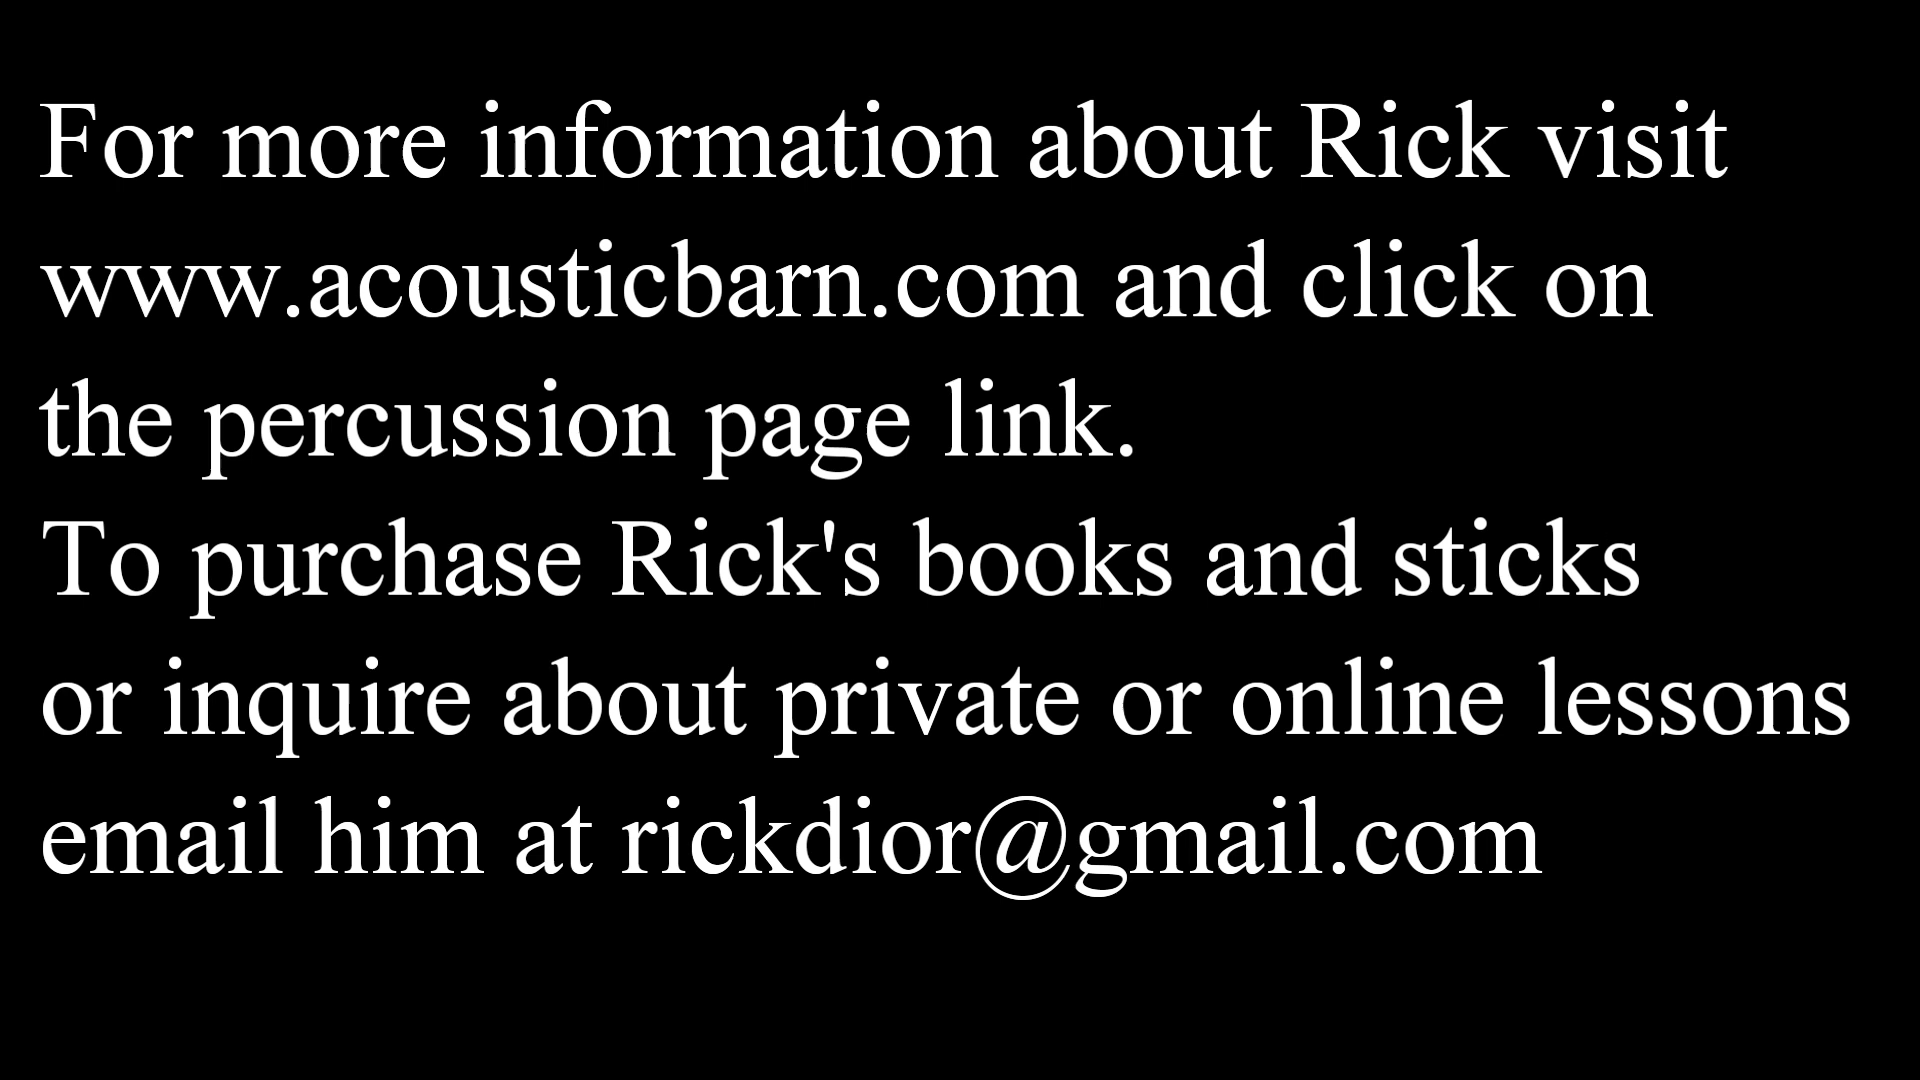 For more information about Rick visit
www.acousticbarn.com and click on
the percussion page link.
To purchase Rick's books and sticks
or inquire about private or online lessons
email him at rickdior@gmail.com